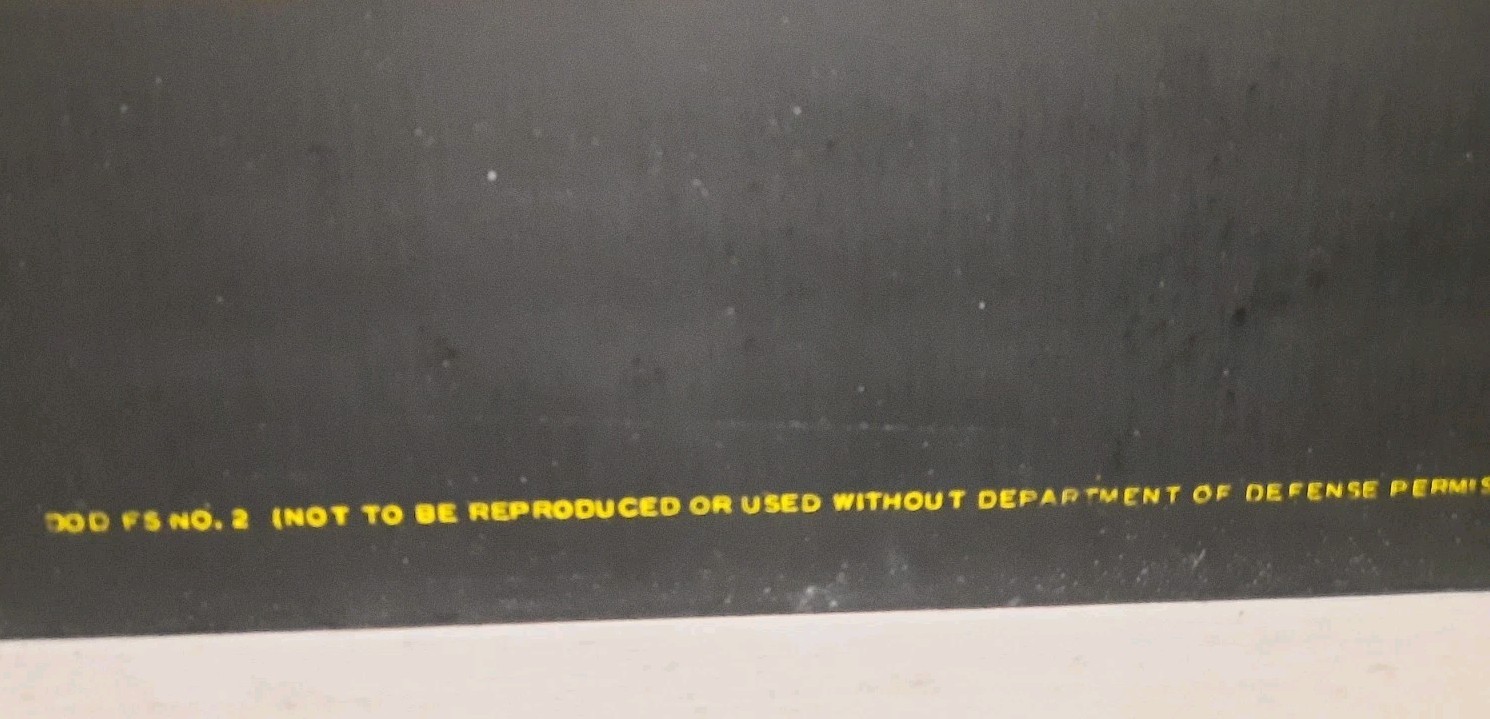 DOD FS NO. 2 (NOT TO BE REPRODUCED OR USED WITHOUT DEPARTMENT OF DEFENSE PERMIS